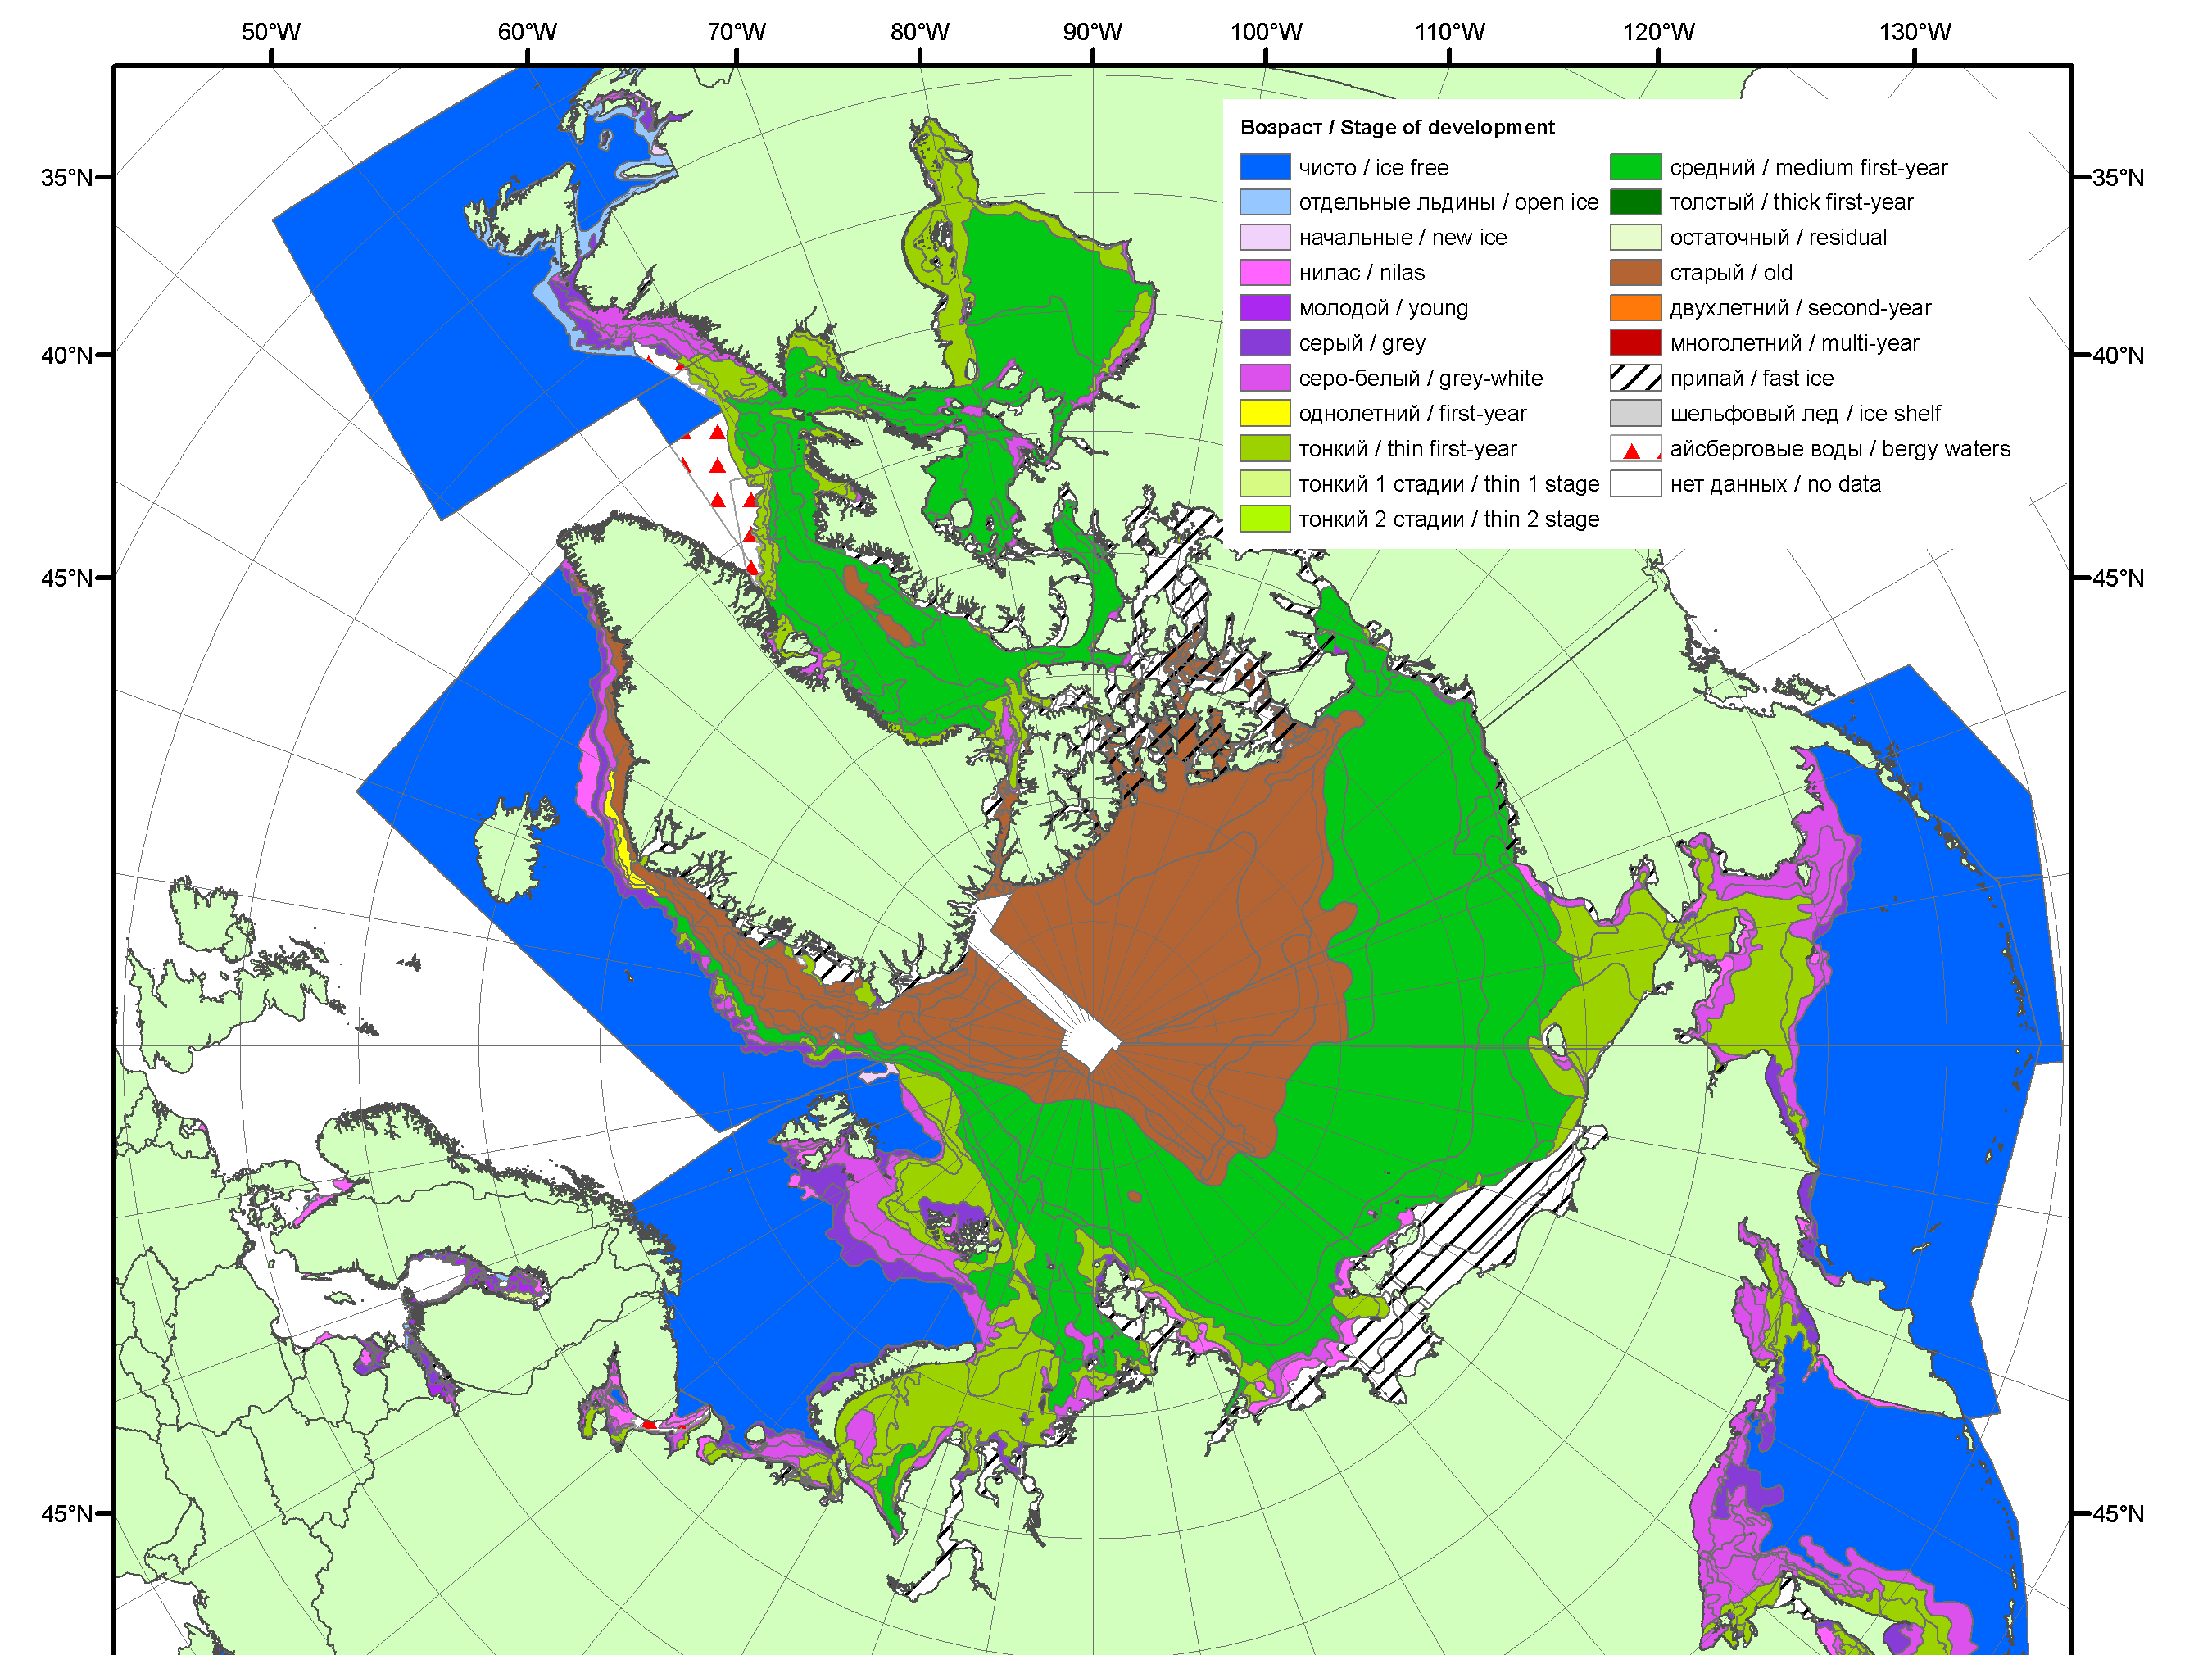 50°W 60°W 70°W 80°W 90°W 100°W 110°W 120°W 130°W
Возраст / Stage of development
чисто / ice free
отдельные льдины / open ice
начальные / new ice
нилас / nilas
молодой / young
серый / grey
серо-белый / grey-white
однолетний / first-year
тонкий / thin first-year
тонкий 1 стадии / thin 1 stage
тонкий 2 стадии / thin 2 stage
средний / medium first-year
толстый / thick first-year
остаточный / residual
старый / old
двухлетний / second-year
многолетний / multi-year
припай / fast ice
шельфовый лед / ice shelf
айсберговые воды / bergy waters
нет данных / no data
35°N 35°N
40°N 40°N
45°N 45°N
45°N 45°N